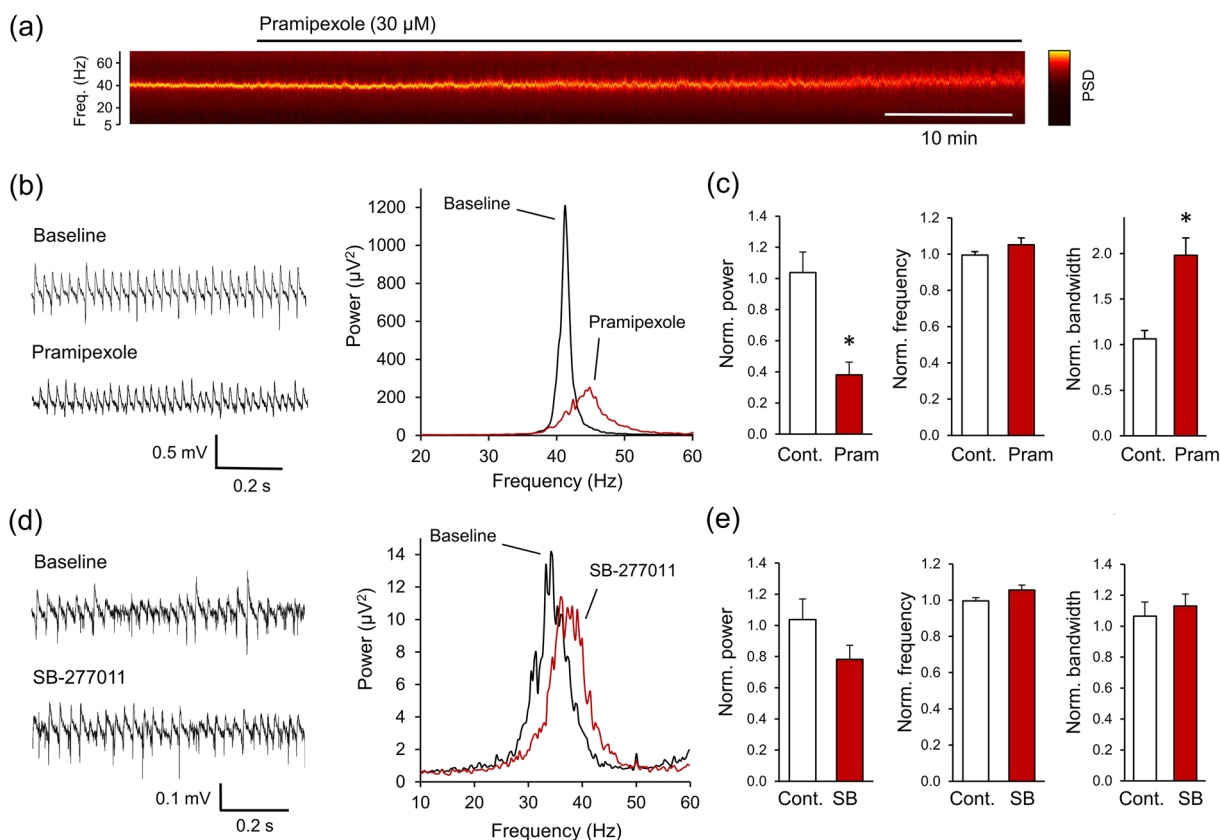 (a)
Pramipexole (30 µM)
Freq. (Hz)
60
40
20
5
10 min
PSD
(b)
Baseline
Pramipexole
0.5 mV
0.2 s
Power (µV²)
1200
1000
800
600
400
200
0
Baseline
Pramipexole
20 30 40 50 60
Frequency (Hz)
(c)
Norm. power
1.4
1.2
1.0
0.8
0.6
0.4
0.2
0.0
*
Cont. Pram
Norm. frequency
1.2
1.0
0.8
0.6
0.4
0.2
0.0
Cont. Pram
Norm. bandwidth
2.0
1.5
1.0
0.5
0.0
*
Cont. Pram
(d)
Baseline
SB-277011
0.1 mV
0.2 s
Power (µV²)
14
12
10
8
6
4
2
0
Baseline
SB-277011
10 20 30 40 50 60
Frequency (Hz)
(e)
Norm. power
1.4
1.2
1.0
0.8
0.6
0.4
0.2
0.0
Cont. SB
Norm. frequency
1.2
1.0
0.8
0.6
0.4
0.2
0.0
Cont. SB
Norm. bandwidth
1.4
1.2
1.0
0.8
0.6
0.4
0.2
0.0
Cont. SB